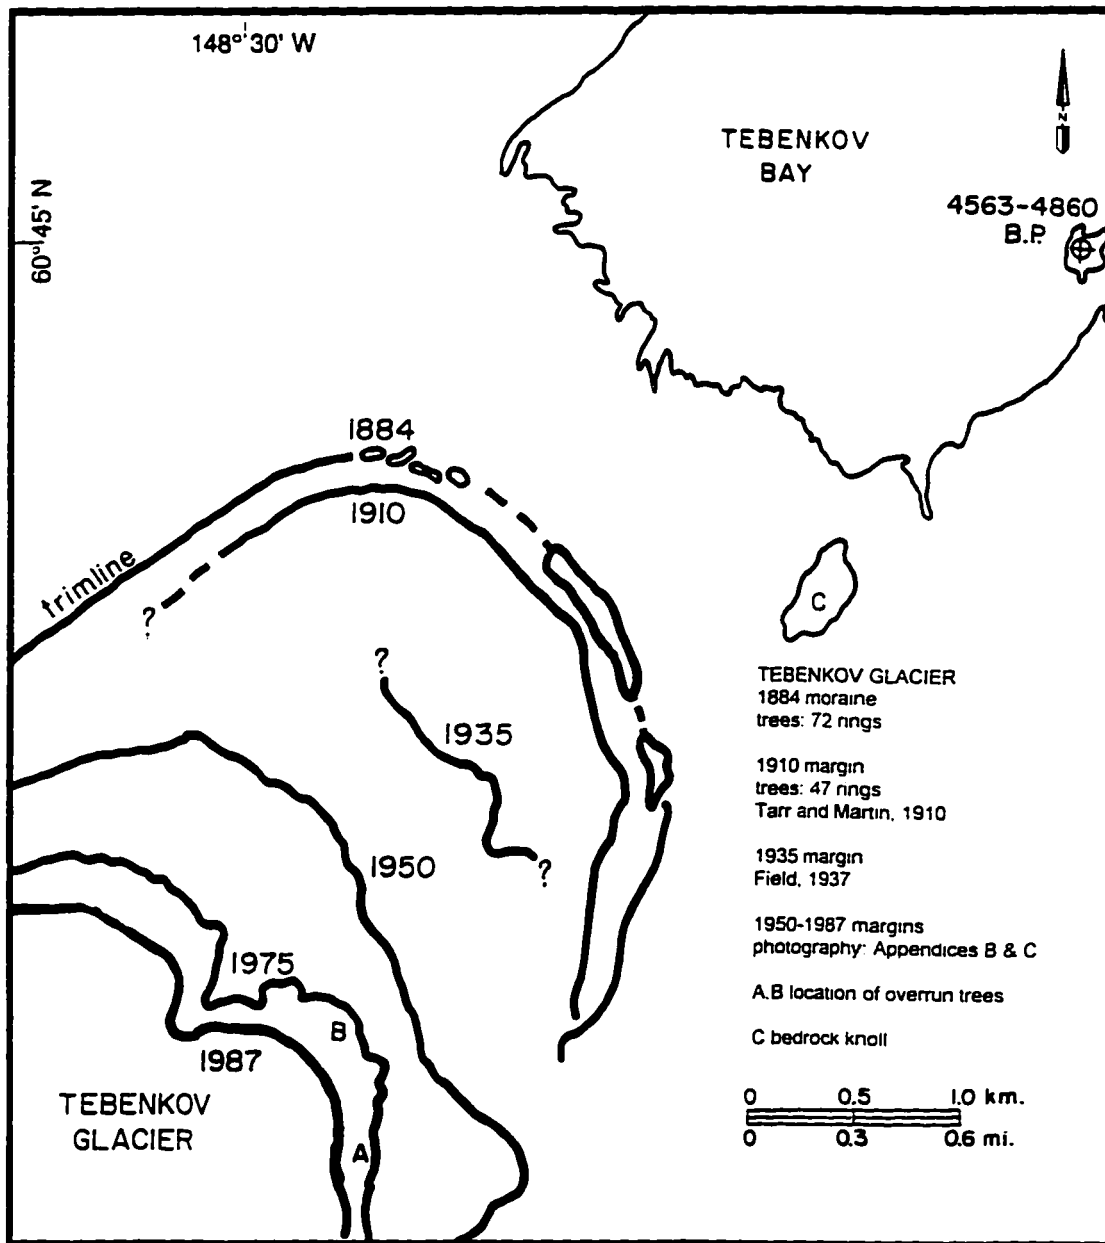 148° 30' W
N
TEBENKOV
BAY
60° 45' N
4563-4860
B.P.
1884
1910
trimline
?
?
1935
?
C
1950
1975
B
1987
A
TEBENKOV
GLACIER
TEBENKOV GLACIER
1884 moraine
trees: 72 rings
1910 margin
trees: 47 rings
Tarr and Martin, 1910
1935 margin
Field, 1937
1950-1987 margins
photography: Appendices B & C
A.B location of overrun trees
C bedrock knoll
0 0.5 1.0 km.
0 0.3 0.6 mi.